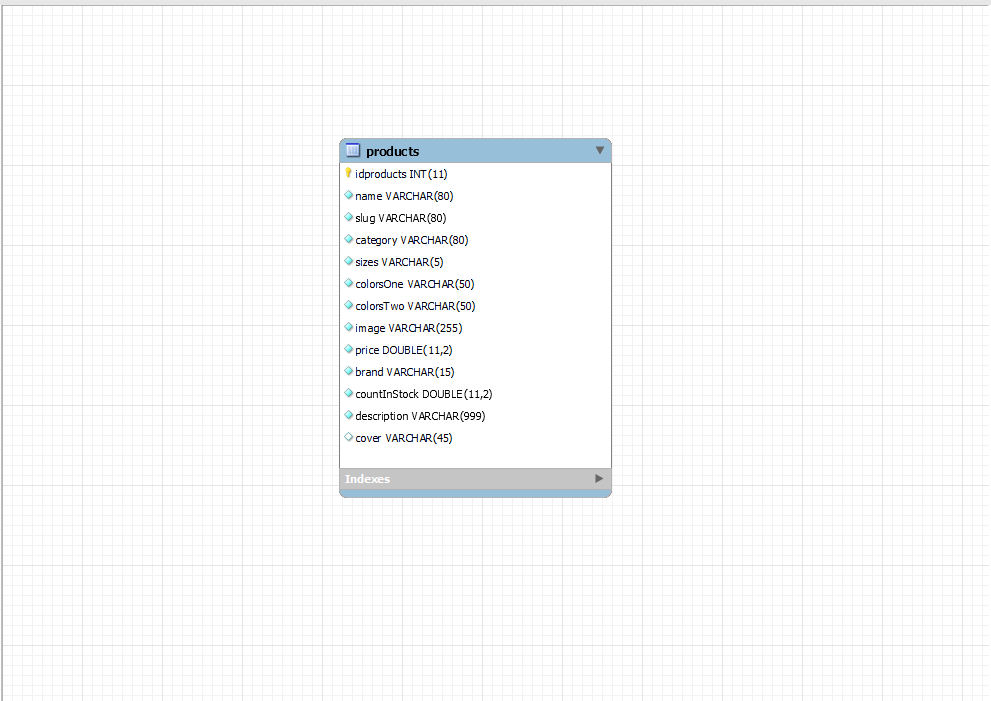 products
idproducts INT(11)
name VARCHAR(80)
slug VARCHAR(80)
category VARCHAR(80)
sizes VARCHAR(5)
colorsOne VARCHAR(50)
colorsTwo VARCHAR(50)
image VARCHAR(255)
price DOUBLE(11,2)
brand VARCHAR(15)
countInStock DOUBLE(11,2)
description VARCHAR(999)
cover VARCHAR(45)
Indexes